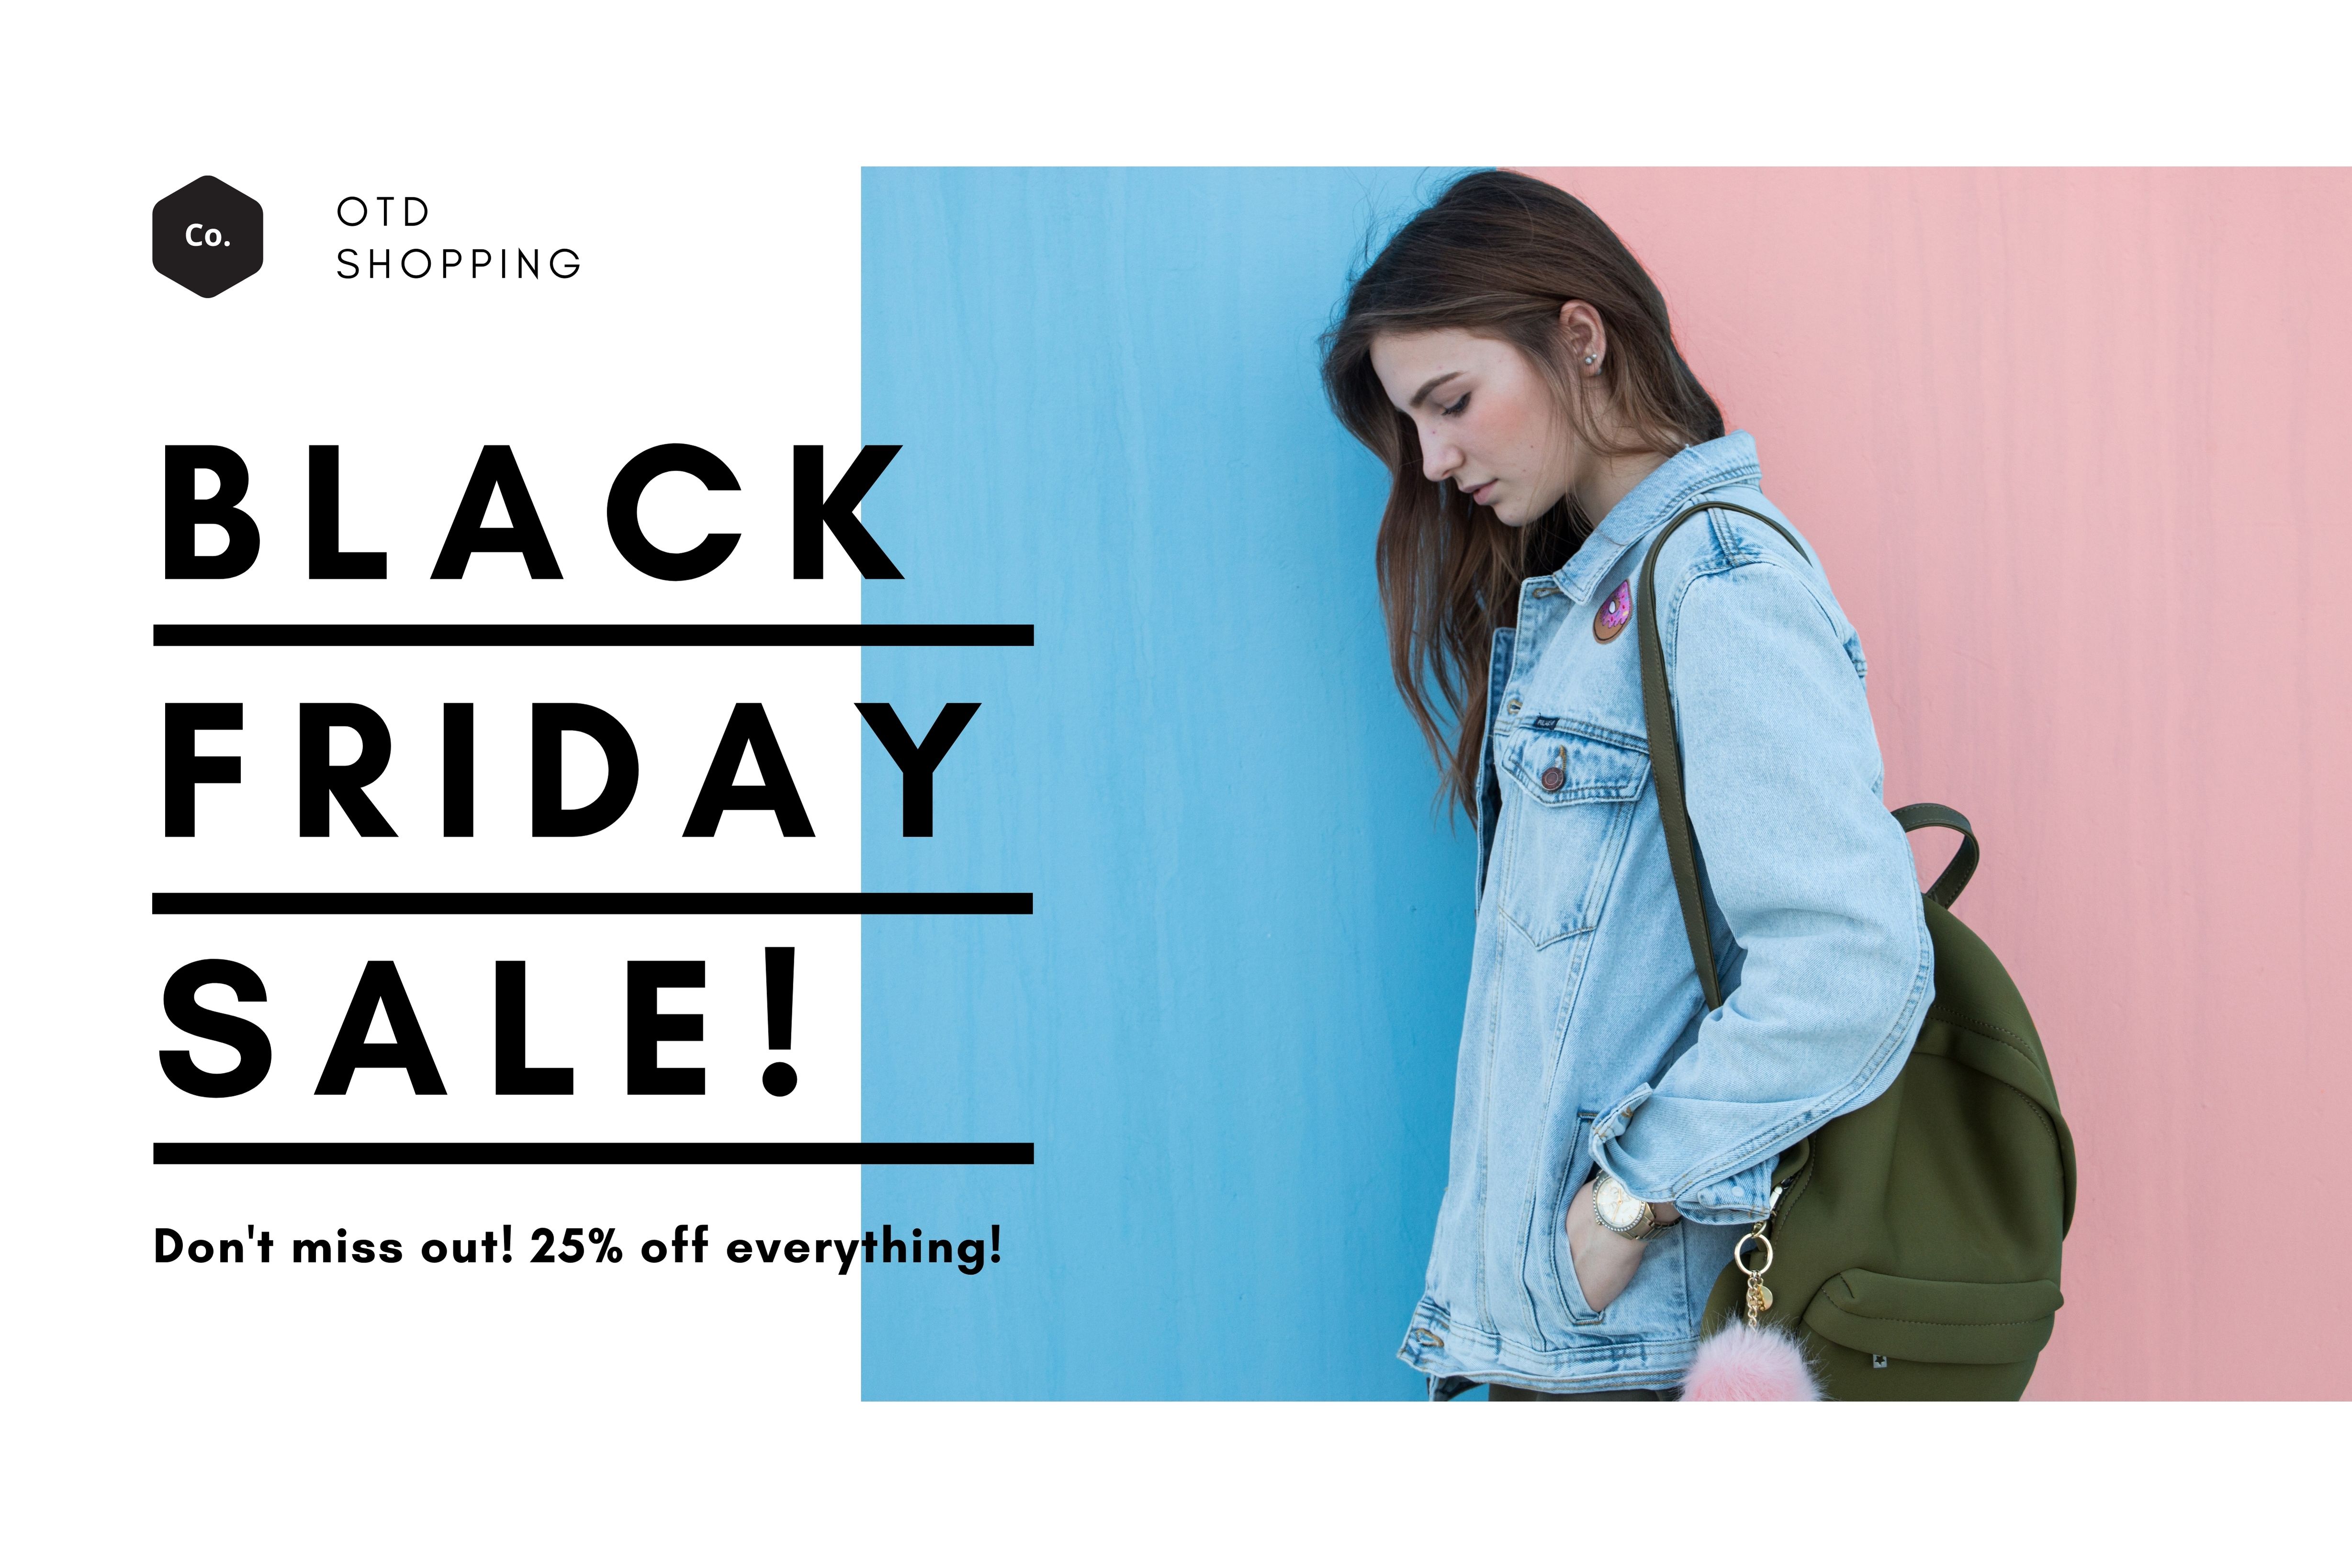 Co.
OTD
SHOPPING
BLACK
FRIDAY
SALE!
Don't miss out! 25% off everything!